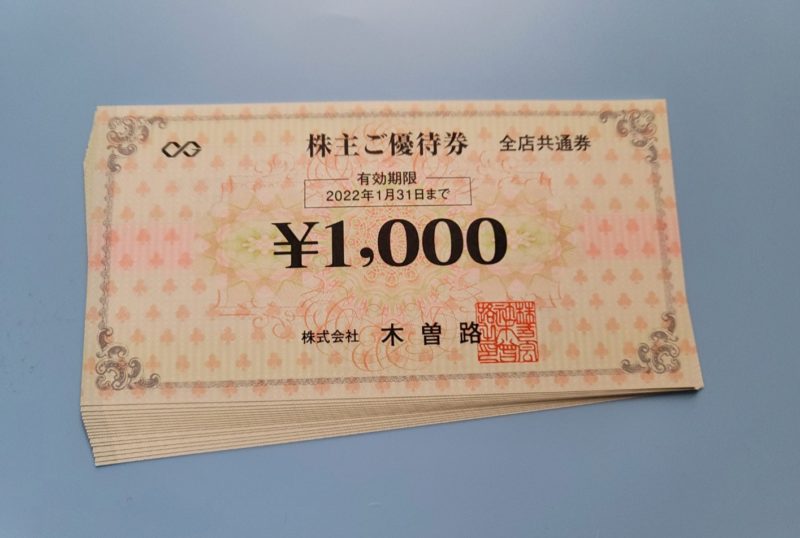 株主ご優待券 全店共通券
有効期限
2022年1月31日まで
¥1,000
株式会社 木曽路